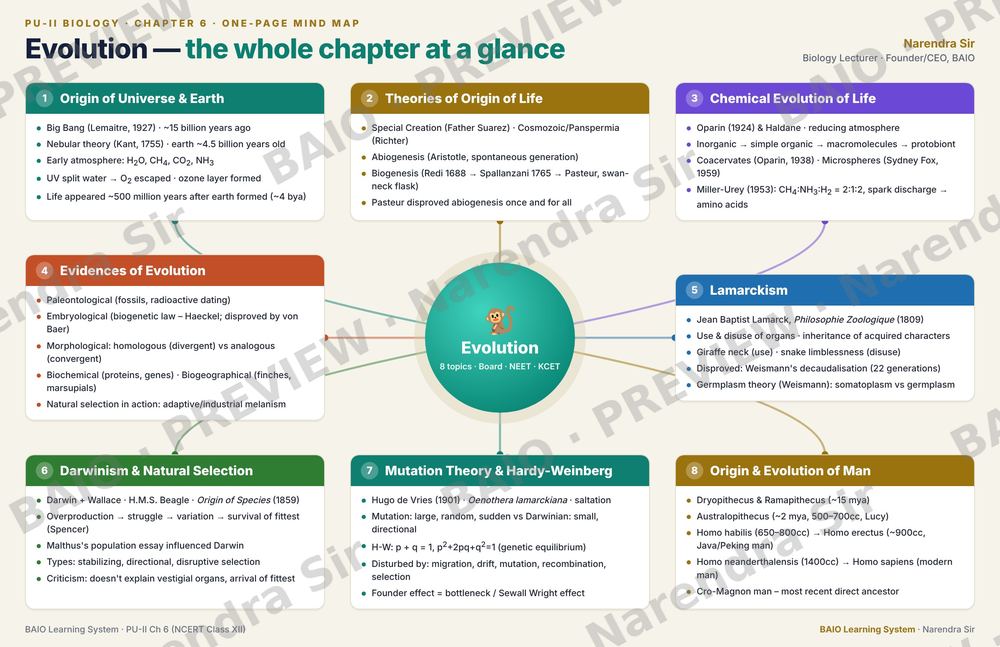 PU-II BIOLOGY · CHAPTER 6 · ONE-PAGE MIND MAP
Evolution — the whole chapter at a glance
Narendra Sir
Biology Lecturer · Founder/CEO, BAIO
1 Origin of Universe & Earth
Big Bang (Lemaitre, 1927) · ~15 billion years ago
Nebular theory (Kant, 1755) · earth ~4.5 billion years old
Early atmosphere: H₂O, CH₄, CO₂, NH₃
UV split water → O₂ escaped · ozone layer formed
Life appeared ~500 million years after earth formed (~4 bya)
2 Theories of Origin of Life
Special Creation (Father Suarez) · Cosmozoic/Panspermia
(Richter)
Abiogenesis (Aristotle, spontaneous generation)
Biogenesis (Redi 1688 → Spallanzani 1765 → Pasteur, swan-
neck flask)
Pasteur disproved abiogenesis once and for all
3 Chemical Evolution of Life
Oparin (1924) & Haldane · reducing atmosphere
Inorganic → simple organic → macromolecules → protobiont
Coacervates (Oparin, 1938) · Microspheres (Sydney Fox,
1959)
Miller-Urey (1953): CH₄:NH₃:H₂ = 2:1:2, spark discharge →
amino acids
4 Evidences of Evolution
Paleontological (fossils, radioactive dating)
Embryological (biogenetic law – Haeckel; disproved by von
Baer)
Morphological: homologous (divergent) vs analogous
(convergent)
Biochemical (proteins, genes) · Biogeographical (finches,
marsupials)
Natural selection in action: adaptive/industrial melanism
Evolution
8 topics · Board · NEET · KCET
5 Lamarckism
Jean Baptist Lamarck, Philosophie Zoologique (1809)
Use & disuse of organs · inheritance of acquired characters
Giraffe neck (use) · snake limblessness (disuse)
Disproved: Weismann's decaudalisation (22 generations)
Germplasm theory (Weismann): somatoplasm vs germplasm
6 Darwinism & Natural Selection
Darwin + Wallace · H.M.S. Beagle · Origin of Species (1859)
Overproduction → struggle → variation → survival of fittest
(Spencer)
Malthus's population essay influenced Darwin
Types: stabilizing, directional, disruptive selection
Criticism: doesn't explain vestigial organs, arrival of fittest
7 Mutation Theory & Hardy-Weinberg
Hugo de Vries (1901) · Oenothera lamarckiana · saltation
Mutation: large, random, sudden vs Darwinian: small,
directional
H-W: p + q = 1, p²+2pq+q²=1 (genetic equilibrium)
Disturbed by: migration, drift, mutation, recombination,
selection
Founder effect = bottleneck / Sewall Wright effect
8 Origin & Evolution of Man
Dryopithecus & Ramapithecus (~15 mya)
Australopithecus (~2 mya, 500–700cc, Lucy)
Homo habilis (650–800cc) → Homo erectus (~900cc,
Java/Peking man)
Homo neanderthalensis (1400cc) → Homo sapiens (modern
man)
Cro-Magnon man – most recent direct ancestor
BAIO Learning System · PU-II Ch 6 (NCERT Class XII)
BAIO Learning System · Narendra Sir
BAIO · PREVIEW · Narendra Sir